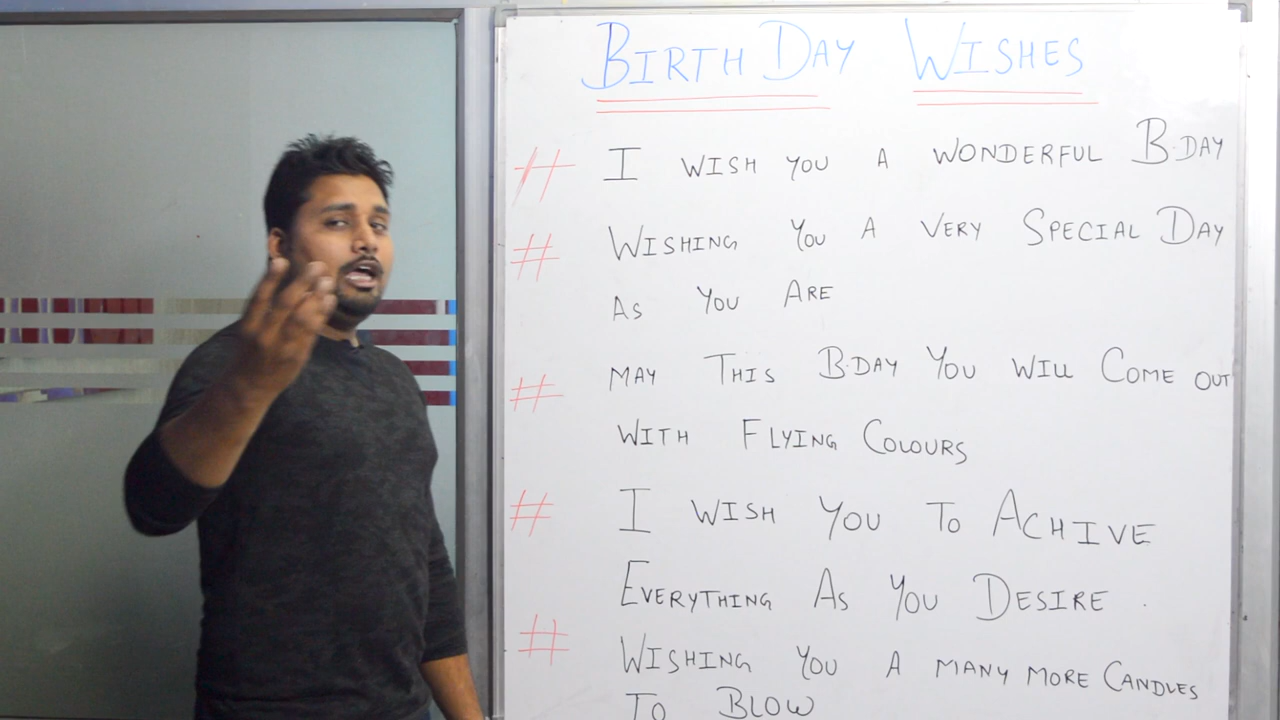 BIRTH DAY WISHES
# I WISH YOU A WONDERFUL B.DAY
# WISHING YOU A VERY SPECIAL DAY
AS YOU ARE
# MAY THIS B.DAY YOU WILL COME OUT
WITH FLYING COLOURS
# I WISH YOU TO ACHIVE
EVERYTHING AS YOU DESIRE .
# WISHING YOU A MANY MORE CANDLES
TO BLOW